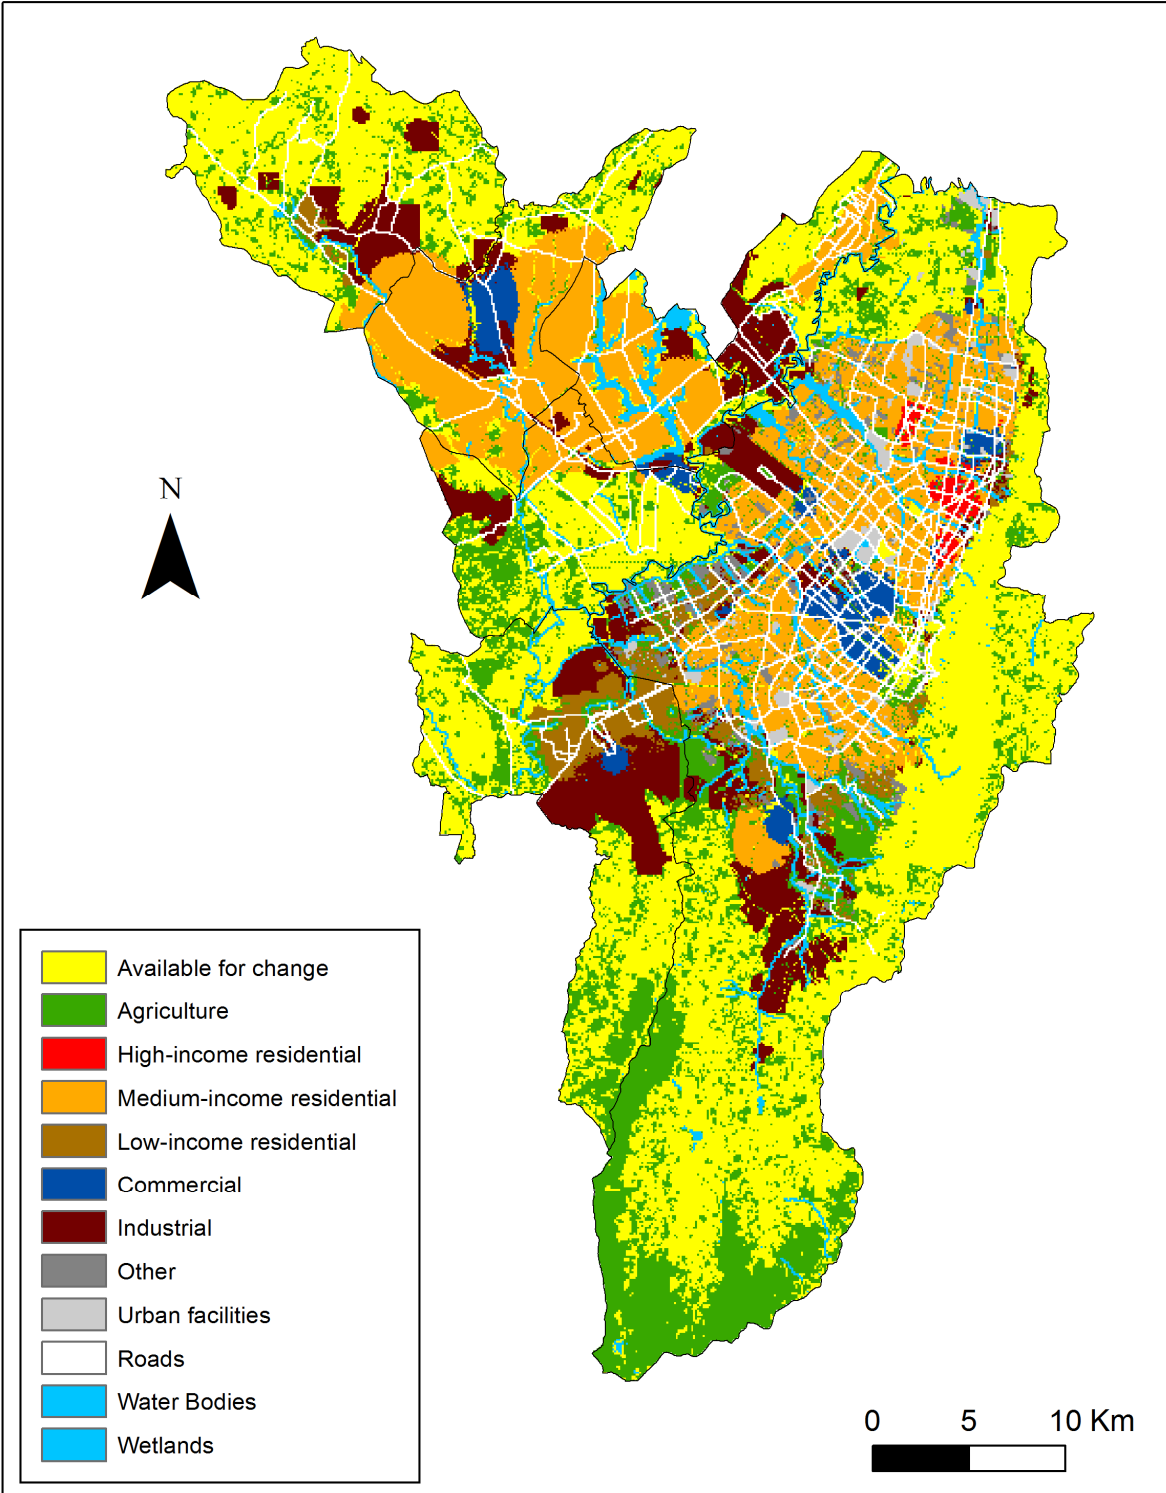 N
Available for change
Agriculture
High-income residential
Medium-income residential
Low-income residential
Commercial
Industrial
Other
Urban facilities
Roads
Water Bodies
Wetlands
0 5 10 Km